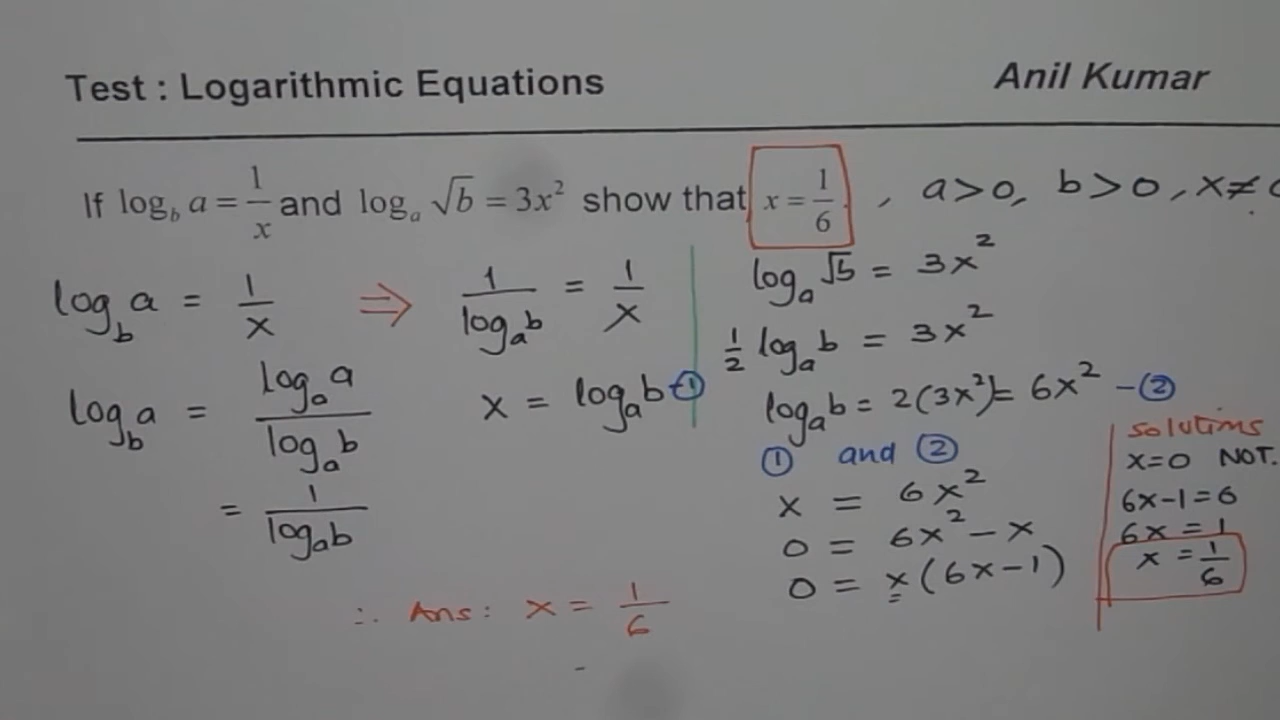 Test : Logarithmic Equations
Anil Kumar
If log_b a = 1/x and log_a √b = 3x² show that x = 1/6. , a>0, b>0, x≠0
log_b a = 1/x ⇒ 1/log_a b = 1/x
log_b a = log_a a / log_a b
= 1/log_a b
x = log_a b -①
log_a √b = 3x²
1/2 log_a b = 3x²
log_a b = 2(3x²) = 6x² -②
① and ②
x = 6x²
0 = 6x² - x
0 = x(6x-1)
solutions
x=0 NOT.
6x-1=6
6x = 1
x = 1/6
∴ Ans: x = 1/6